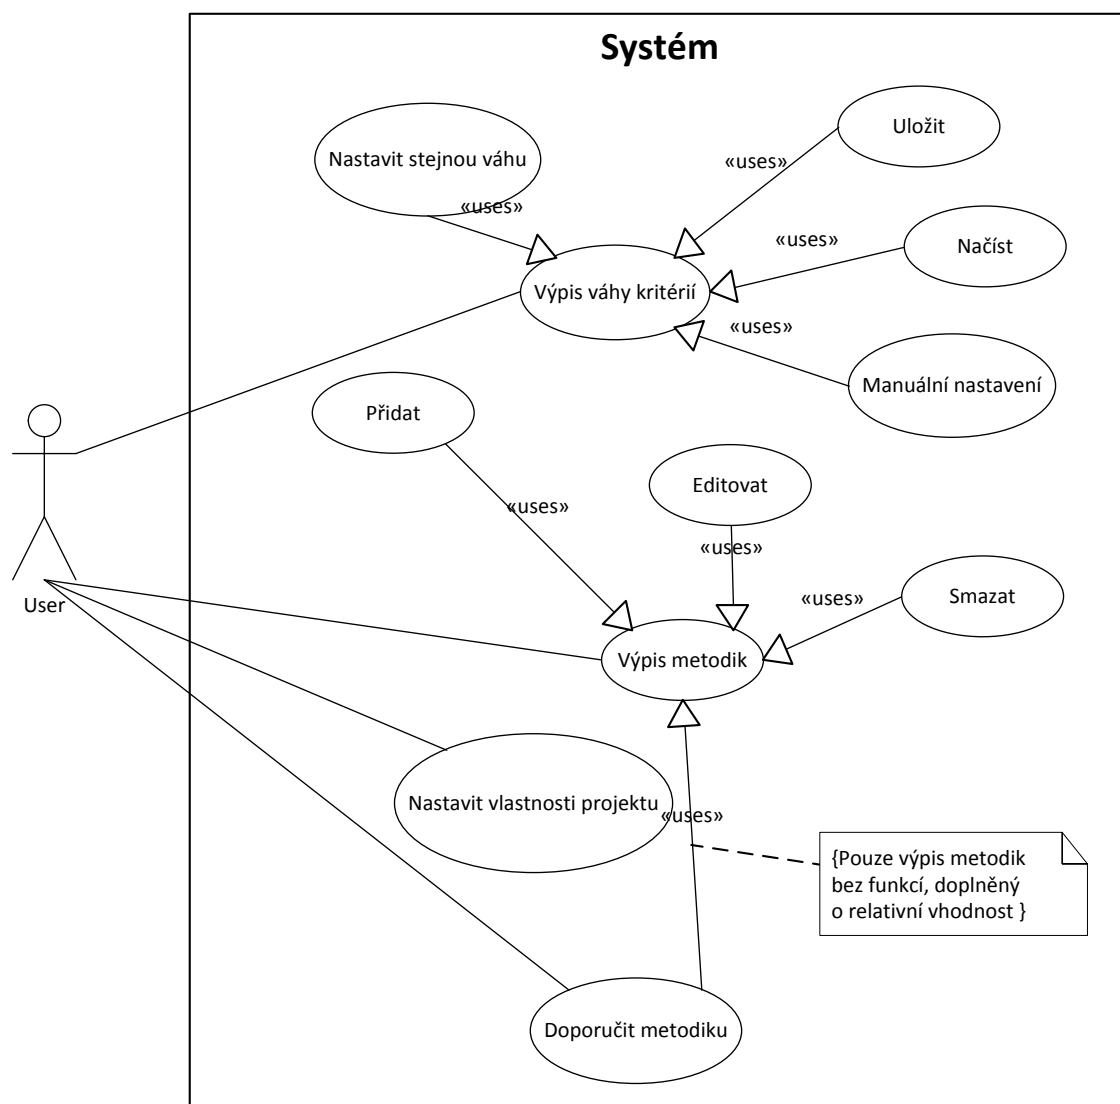 Systém
Uložit
Nastavit stejnou váhu
«uses»
«uses»
Načíst
«uses»
Výpis váhy kritérií
«uses»
Manuální nastavení
Přidat
Editovat
«uses»
«uses»
Smazat
«uses»
User
Výpis metodik
Nastavit vlastnosti projektu
«uses»
{Pouze výpis metodik
bez funkcí, doplněný
o relativní vhodnost }
Doporučit metodiku